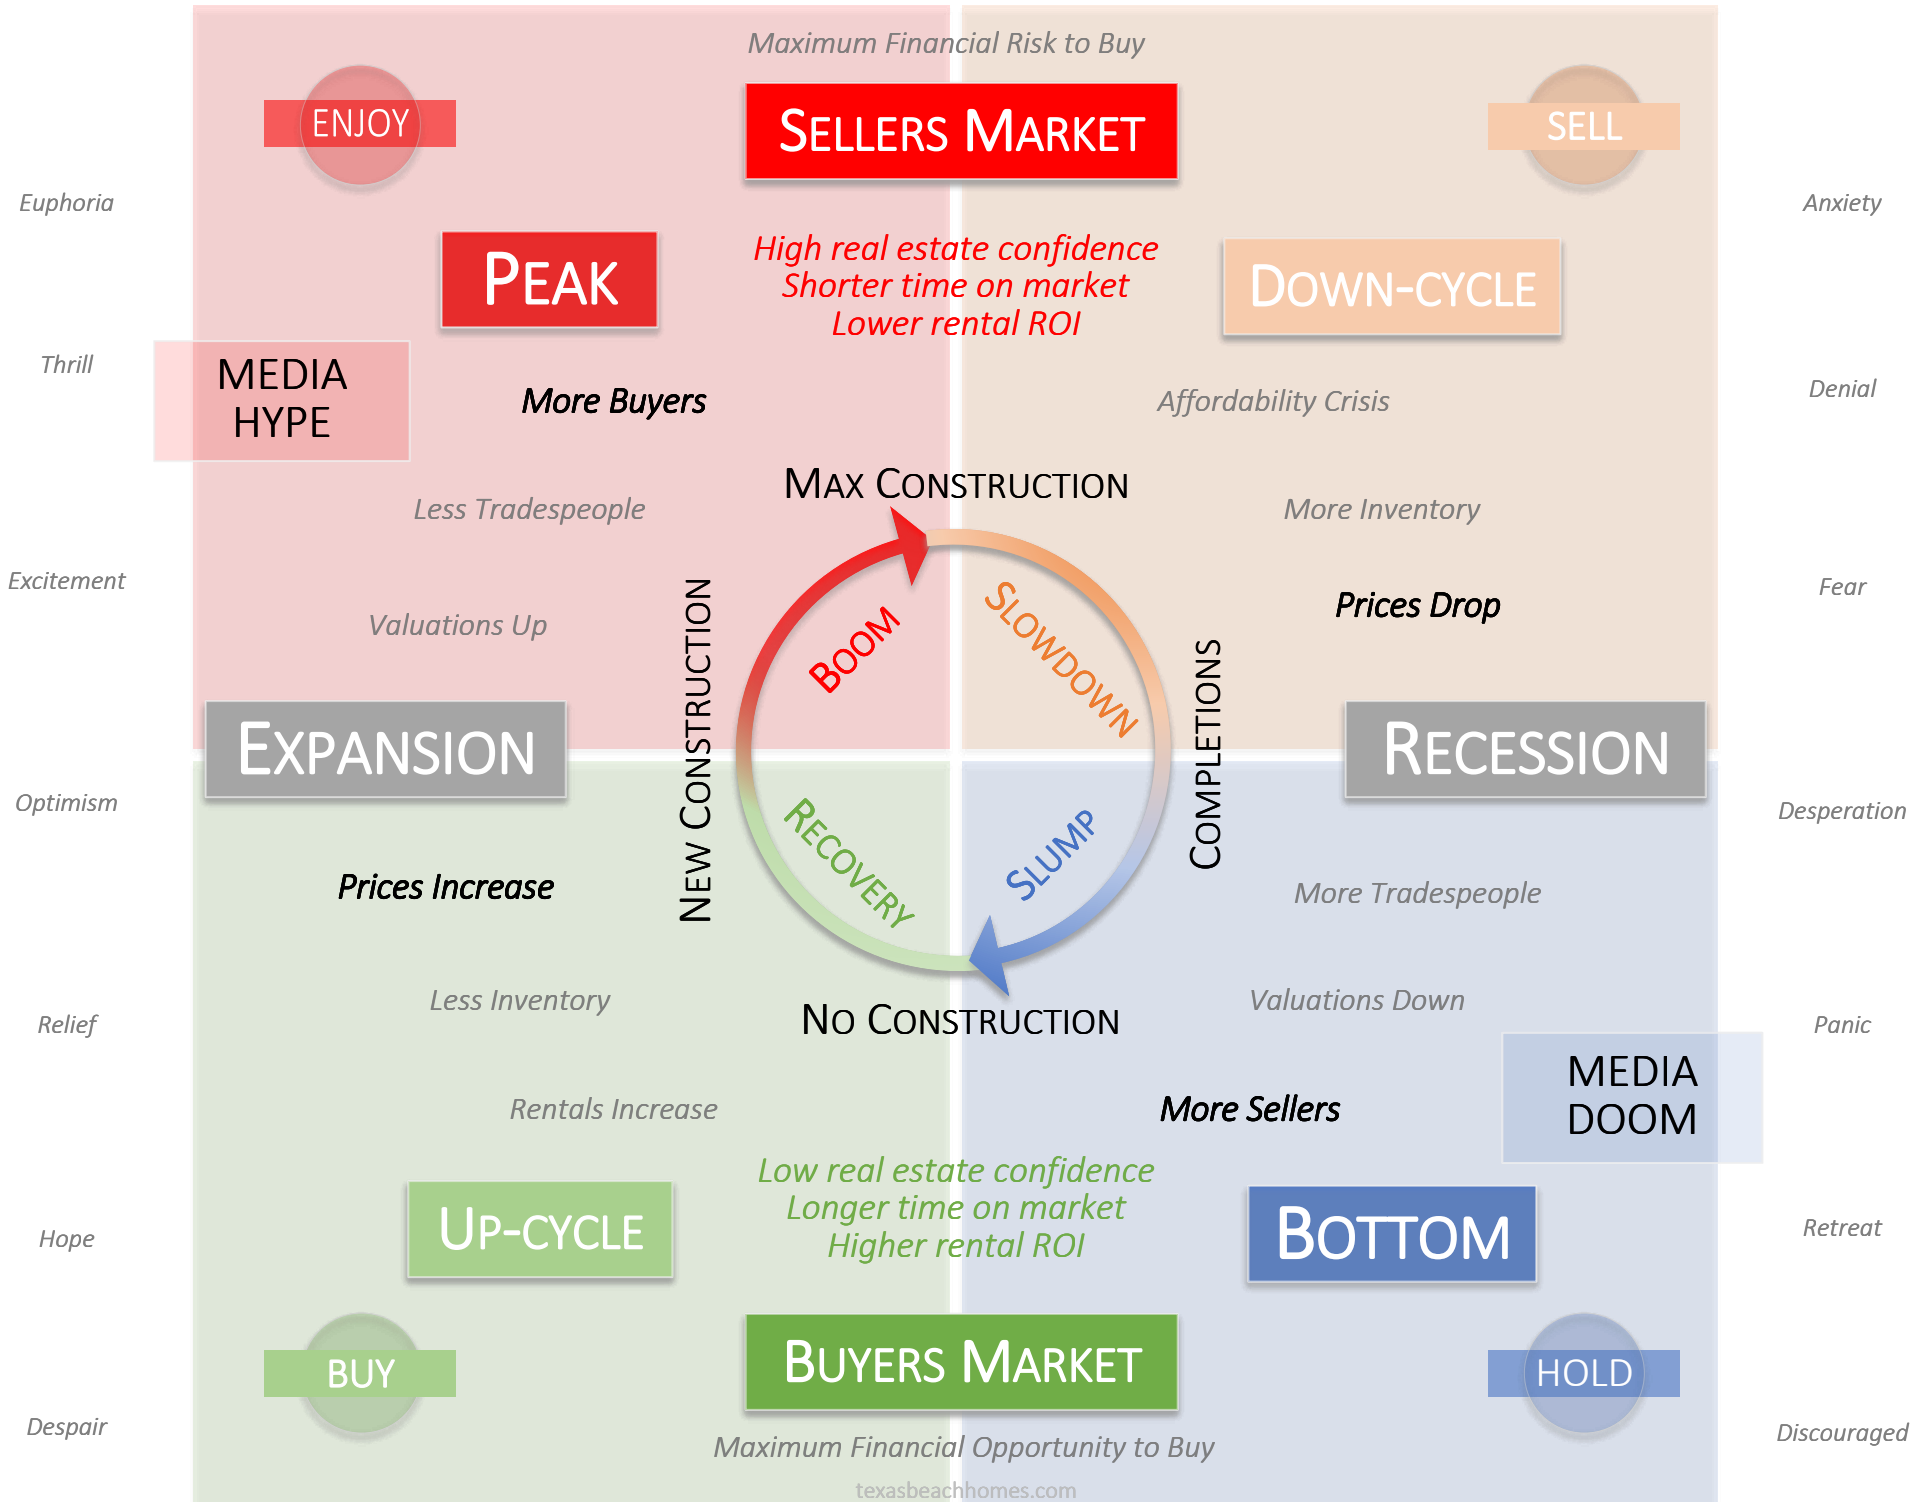 Maximum Financial Risk to Buy
ENJOY
SELLERS MARKET
SELL
Euphoria
Anxiety
PEAK
High real estate confidence
Shorter time on market
Lower rental ROI
DOWN-CYCLE
Thrill
MEDIA
HYPE
More Buyers
Affordability Crisis
Denial
MAX CONSTRUCTION
Less Tradespeople
More Inventory
Excitement
Fear
Valuations Up
Prices Drop
NEW CONSTRUCTION
BOOM
SLOWDOWN
COMPLETIONS
EXPANSION
RECESSION
Optimism
Desperation
RECOVERY
SLUMP
Prices Increase
More Tradespeople
Less Inventory
NO CONSTRUCTION
Valuations Down
Relief
Panic
MEDIA
DOOM
Rentals Increase
More Sellers
Low real estate confidence
Longer time on market
Higher rental ROI
UP-CYCLE
BOTTOM
Hope
Retreat
BUY
BUYERS MARKET
HOLD
Despair
Discouraged
Maximum Financial Opportunity to Buy
texasbeachhomes.com